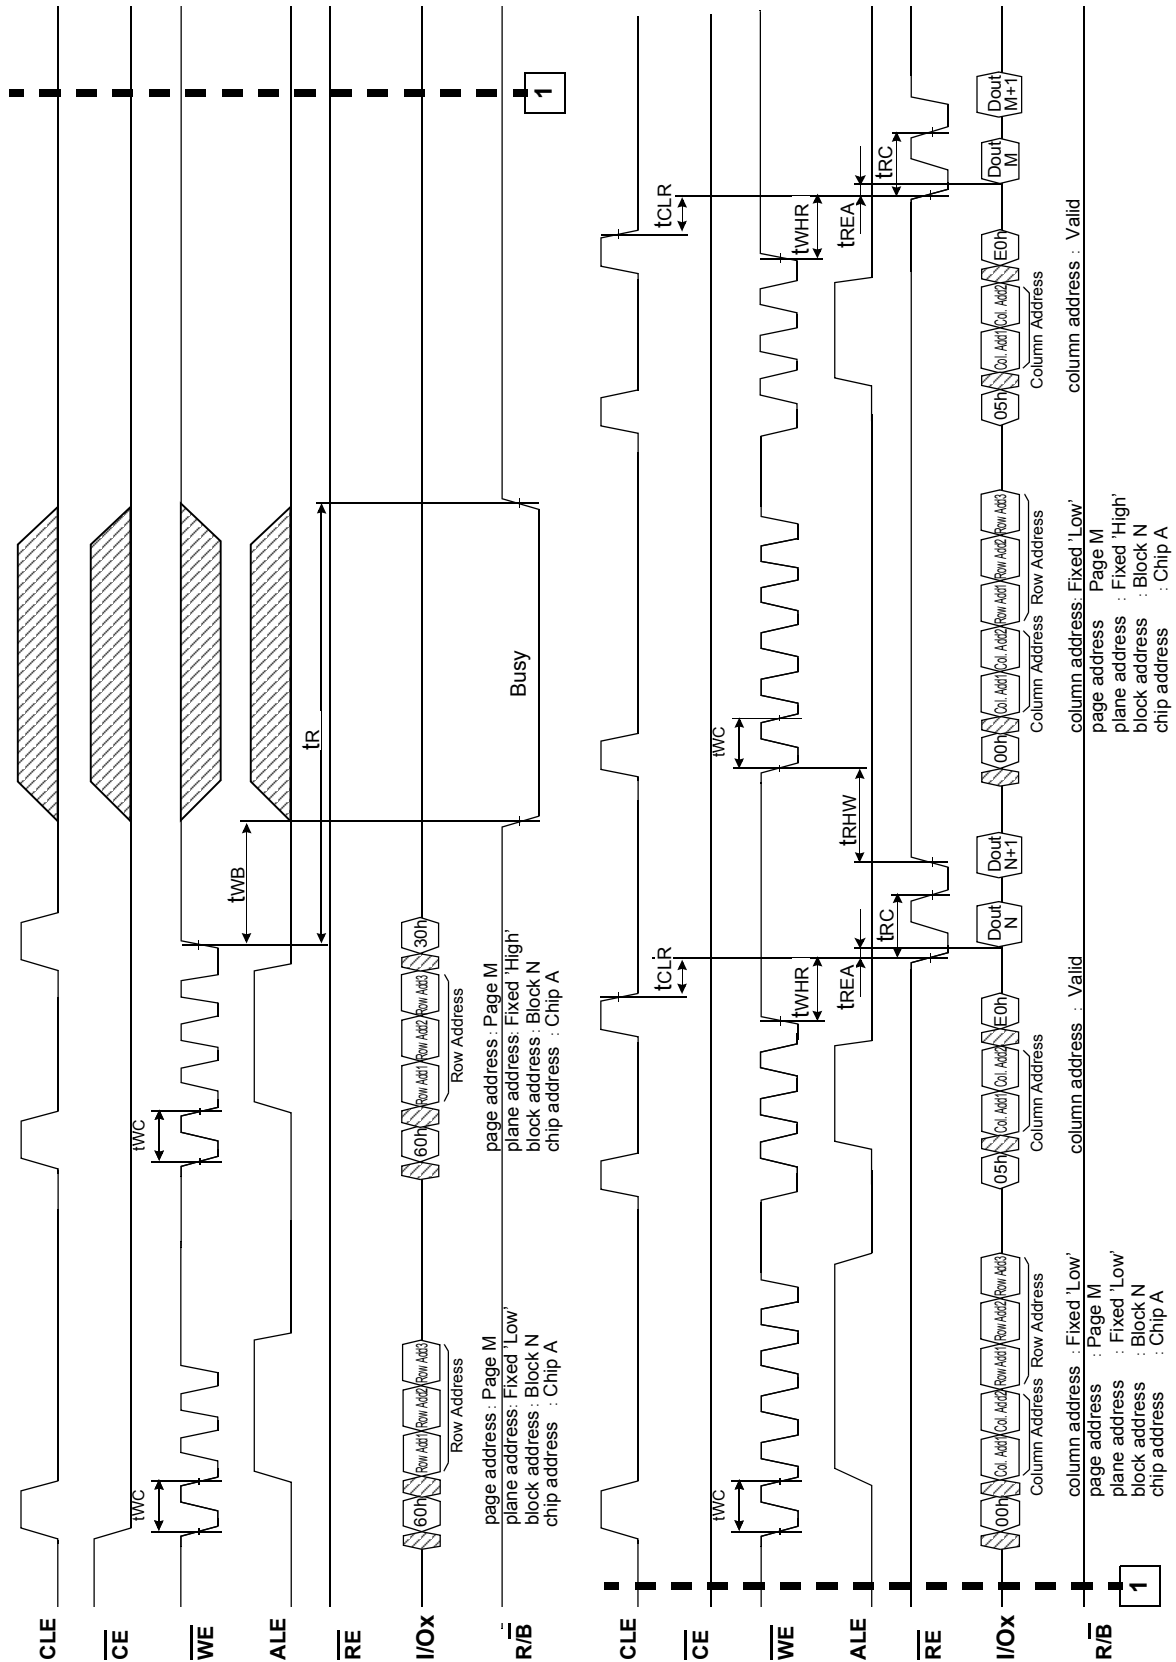 CLE
CE
WE
ALE
RE
I/Ox
R/B
tWC
tWC
tWB
tR
60h
Row Add1
Row Add2
Row Add3
Row Address
page address : Page M
plane address: Fixed 'Low'
block address : Block N
chip address : Chip A
60h
Row Add1
Row Add2
Row Add3
30h
Row Address
page address : Page M
plane address: Fixed 'High'
block address : Block N
chip address : Chip A
Busy
1
CLE
CE
WE
ALE
RE
I/Ox
R/B
1
tCLR
tCLR
tWC
tWHR
tWC
tWHR
tREA
tRHW
tREA
tRC
tRC
00h
Col. Add1
Col. Add2
Row Add1
Row Add2
Row Add3
05h
Col. Add1
Col. Add2
E0h
Dout N
Dout N+1
00h
Col. Add1
Col. Add2
Row Add1
Row Add2
Row Add3
05h
Col. Add1
Col. Add2
E0h
Dout M
Dout M+1
Column Address
Row Address
Column Address
Column Address
Row Address
Column Address
column address : Fixed 'Low'
page address : Page M
plane address : Fixed 'Low'
block address : Block N
chip address : Chip A
column address : Valid
column address: Fixed 'Low'
page address Page M
plane address : Fixed 'High'
block address : Block N
chip address : Chip A
column address : Valid